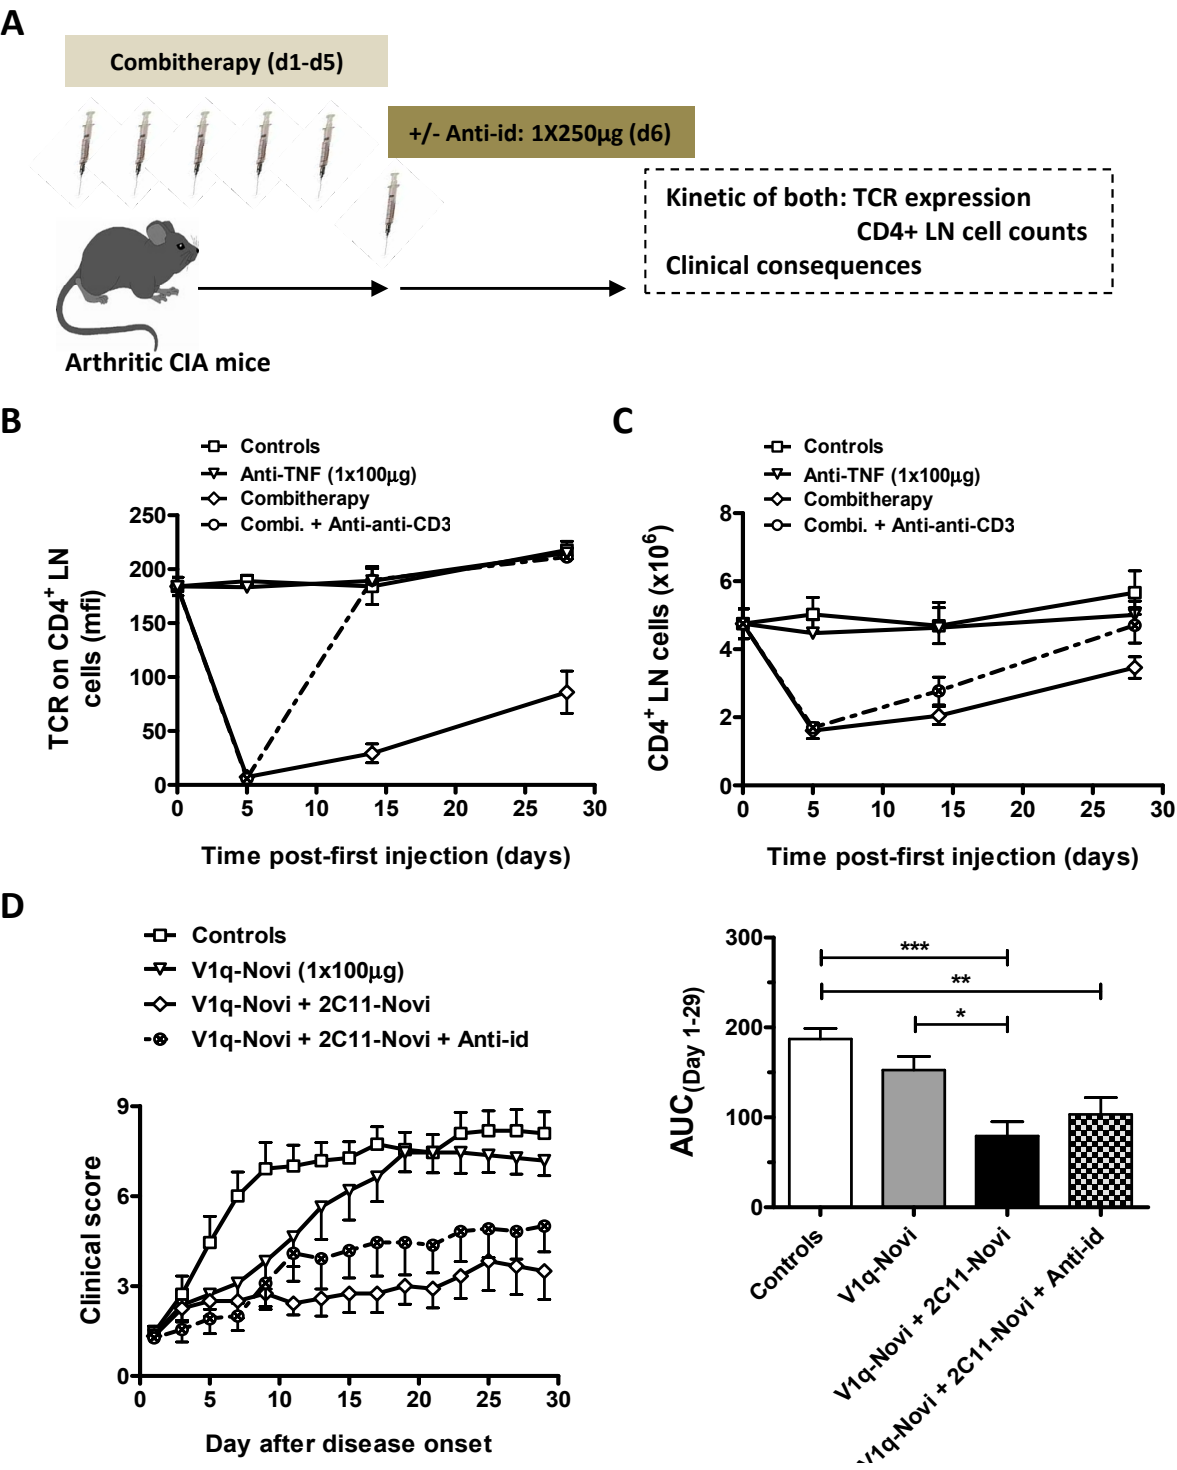 A
Combitherapy (d1-d5)
+/- Anti-id: 1X250µg (d6)
Kinetic of both: TCR expression
CD4+ LN cell counts
Clinical consequences
Arthritic CIA mice
B
Controls
Anti-TNF (1x100µg)
Combitherapy
Combi. + Anti-anti-CD3
250
200
150
100
50
0
TCR on CD4+ LN
cells (mfi)
0 5 10 15 20 25 30
Time post-first injection (days)
C
Controls
Anti-TNF (1x100µg)
Combitherapy
Combi. + Anti-anti-CD3
8
6
4
2
0
CD4+ LN cells (x10^6)
0 5 10 15 20 25 30
Time post-first injection (days)
D
Controls
V1q-Novi (1x100µg)
V1q-Novi + 2C11-Novi
V1q-Novi + 2C11-Novi + Anti-id
9
6
3
0
Clinical score
0 5 10 15 20 25 30
Day after disease onset
300
200
100
0
AUC(Day 1-29)
***
**
*
Controls
V1q-Novi
V1q-Novi + 2C11-Novi
V1q-Novi + 2C11-Novi + Anti-id